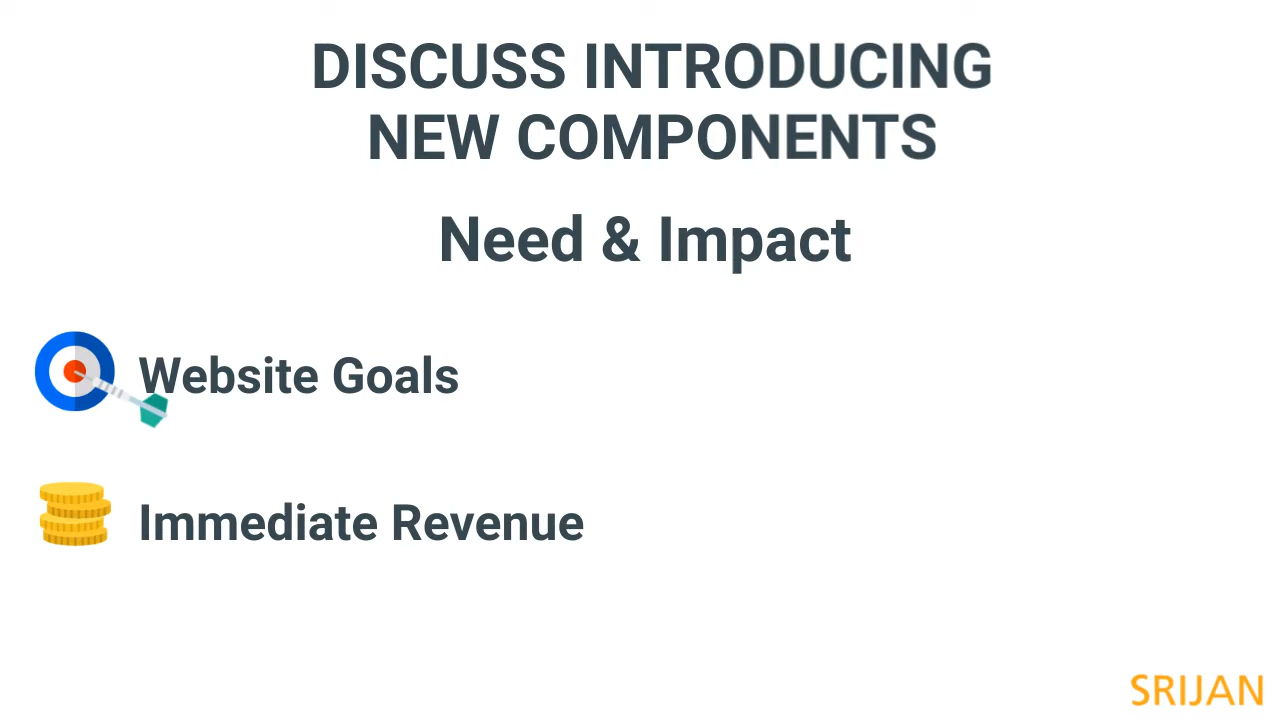 DISCUSS INTRODUCING
NEW COMPONENTS
Need & Impact
Website Goals
Immediate Revenue
SRIJAN